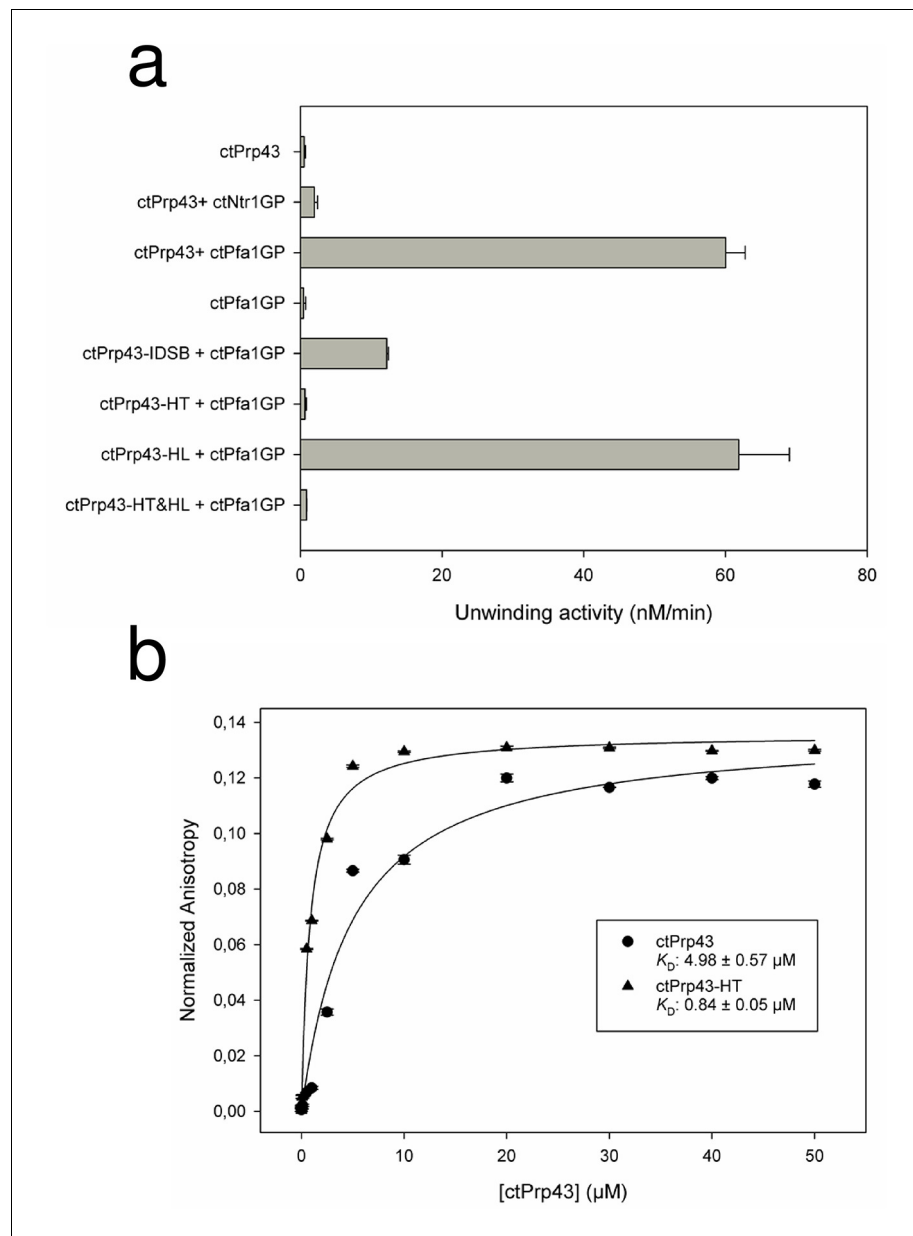 a
ctPrp43
ctPrp43+ ctNtr1GP
ctPrp43+ ctPfa1GP
ctPfa1GP
ctPrp43-IDSB + ctPfa1GP
ctPrp43-HT + ctPfa1GP
ctPrp43-HL + ctPfa1GP
ctPrp43-HT&HL + ctPfa1GP
0 20 40 60 80
Unwinding activity (nM/min)
b
0,14
0,12
0,10
0,08
0,06
0,04
0,02
0,00
Normalized Anisotropy
ctPrp43
KD: 4.98 ± 0.57 µM
ctPrp43-HT
KD: 0.84 ± 0.05 µM
0 10 20 30 40 50
[ctPrp43] (µM)